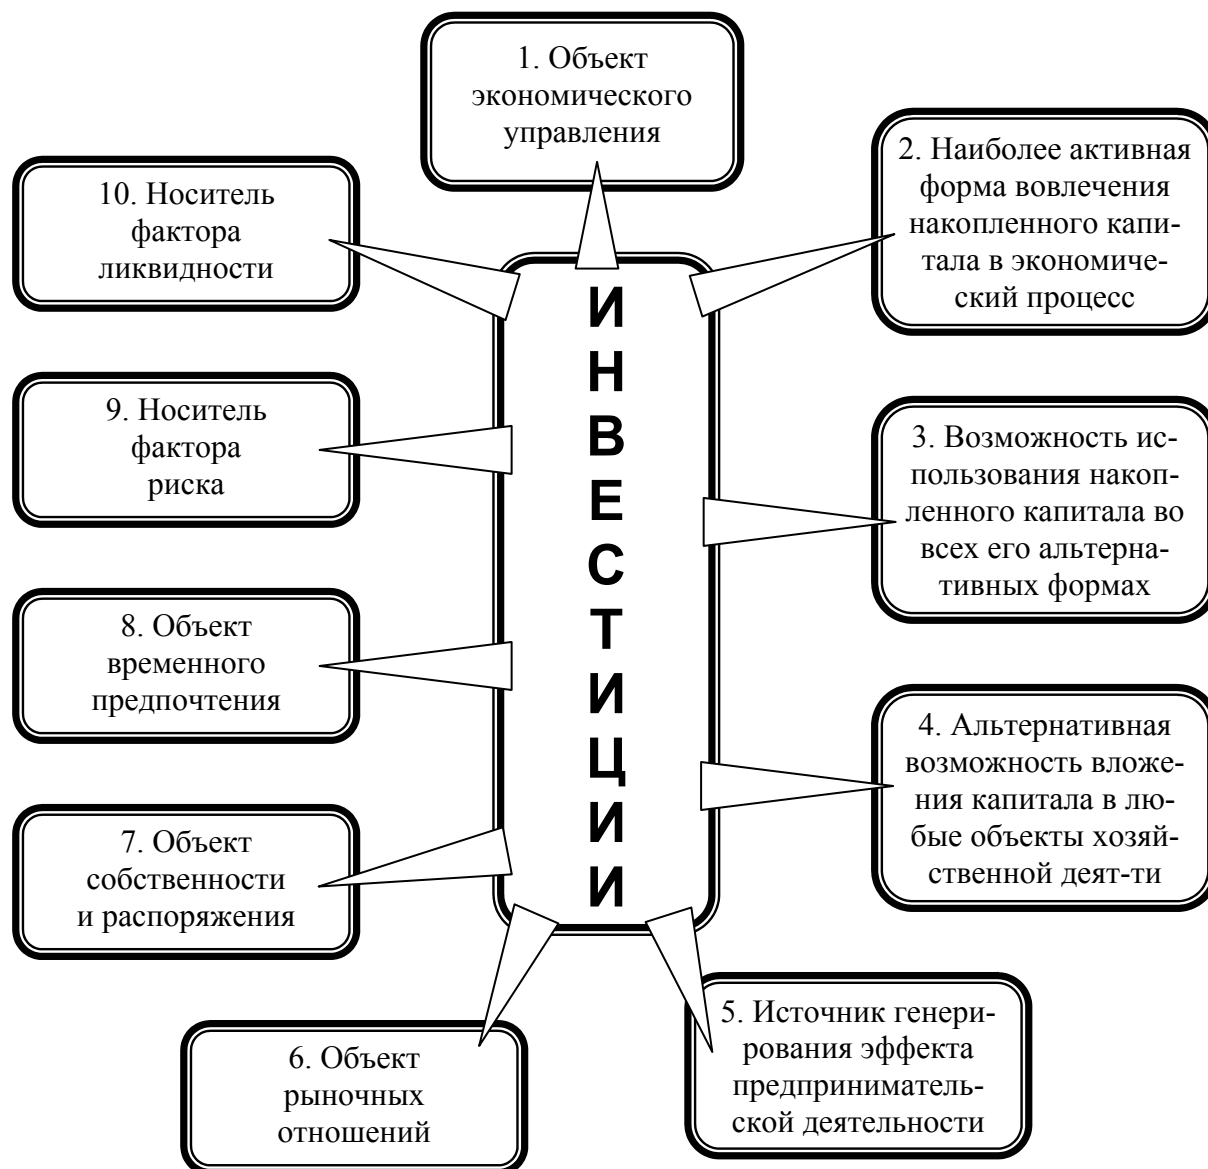 1. Объект
экономического
управления
2. Наиболее активная
форма вовлечения
накопленного капи-
тала в экономиче-
ский процесс
3. Возможность ис-
пользования накоп-
ленного капитала во
всех его альтерна-
тивных формах
4. Альтернативная
возможность вложе-
ния капитала в лю-
бые объекты хозяй-
ственной деят-ти
5. Источник генери-
рования эффекта
предприниматель-
ской деятельности
6. Объект
рыночных
отношений
7. Объект
собственности
и распоряжения
8. Объект
временного
предпочтения
9. Носитель
фактора
риска
10. Носитель
фактора
ликвидности
ИНВЕСТИЦИИ